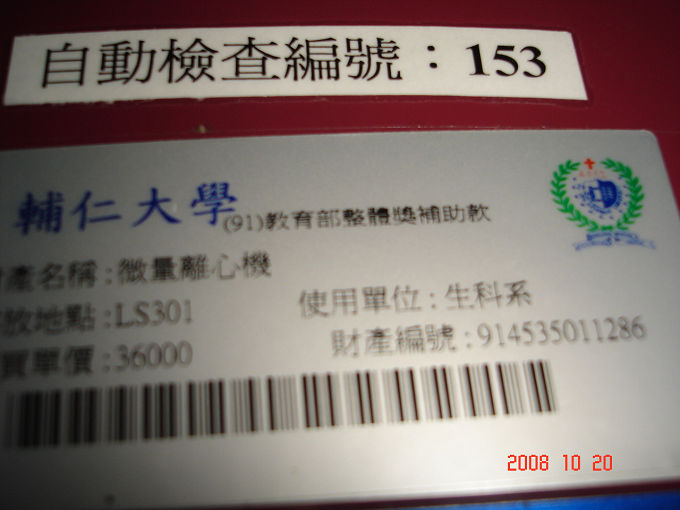 自動檢查編號：153
輔仁大學(91)教育部整體獎補助款
產名稱:微量離心機
放地點:LS301 使用單位:生科系
買單價:36000 財產編號:914535011286
2008 10 20